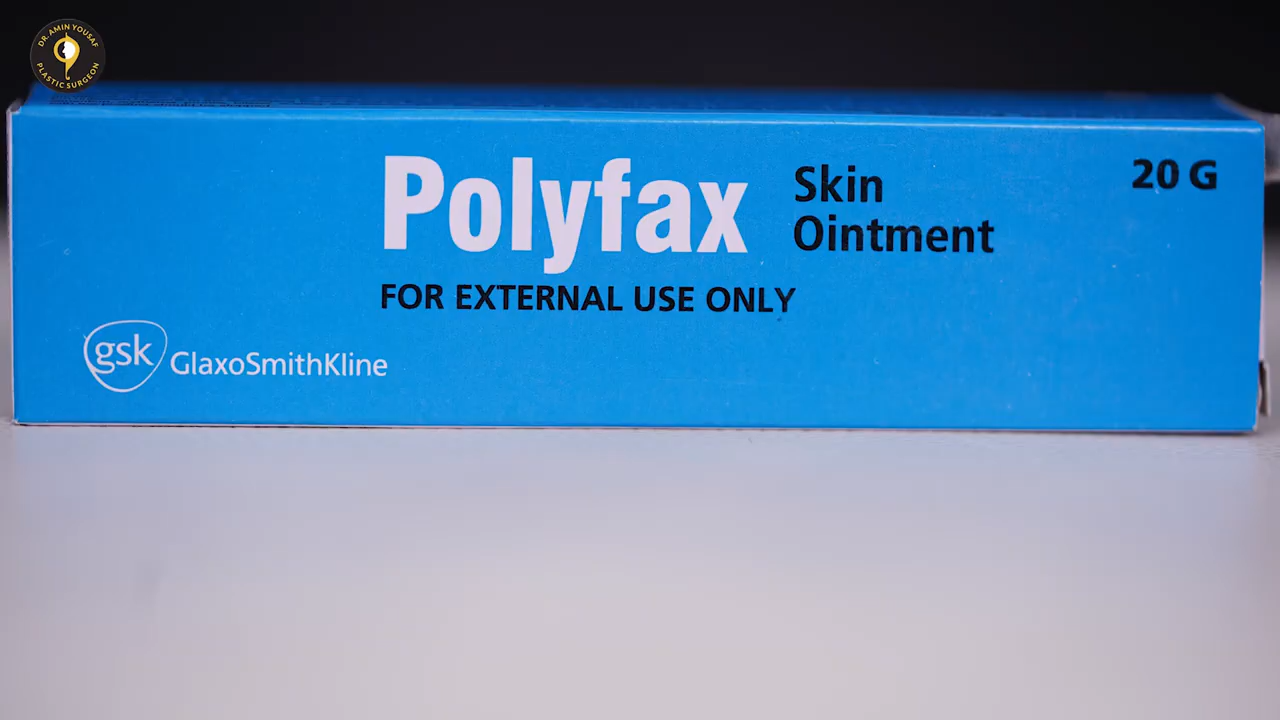 DR. AMIN YOUSAF
PLASTIC SURGEON
Polyfax
Skin
Ointment
20 G
FOR EXTERNAL USE ONLY
gsk
GlaxoSmithKline